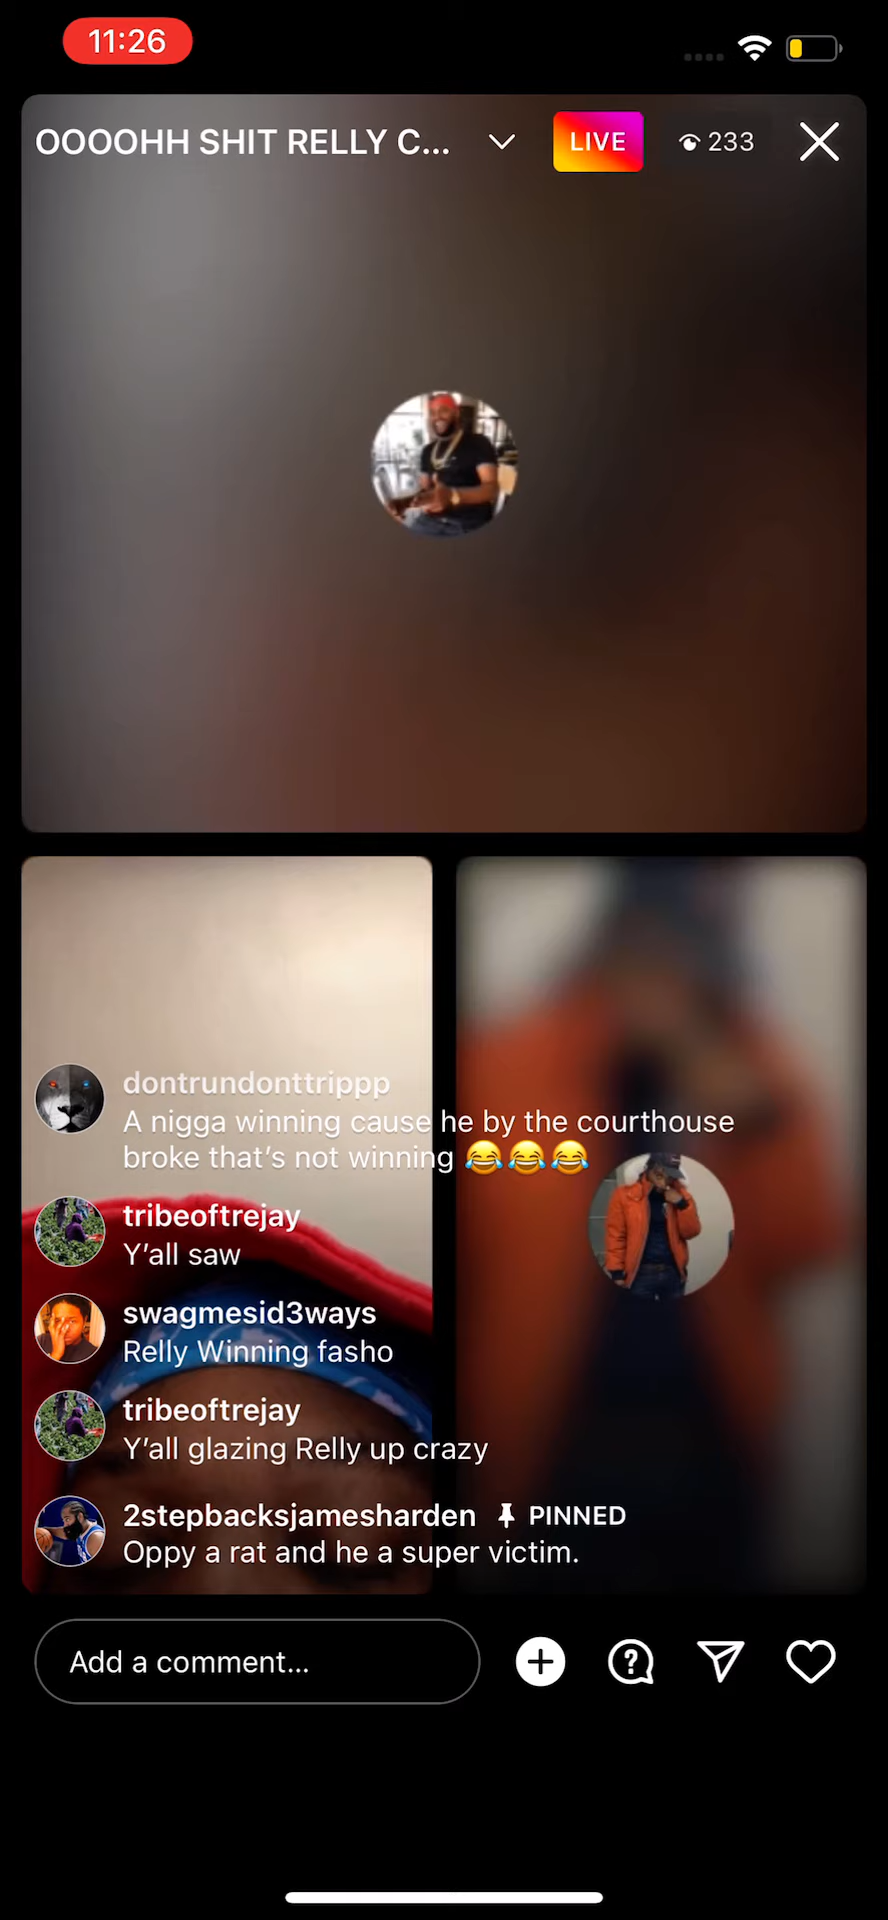 11:26
OOOOHH SHIT RELLY C...
LIVE
233
dontrundonttrippp
A nigga winning cause he by the courthouse
broke that's not winning 😂😂😂
tribeoftrejay
Y'all saw
swagmesid3ways
Relly Winning fasho
tribeoftrejay
Y'all glazing Relly up crazy
2stepbacksjamesharden PINNED
Oppy a rat and he a super victim.
Add a comment...